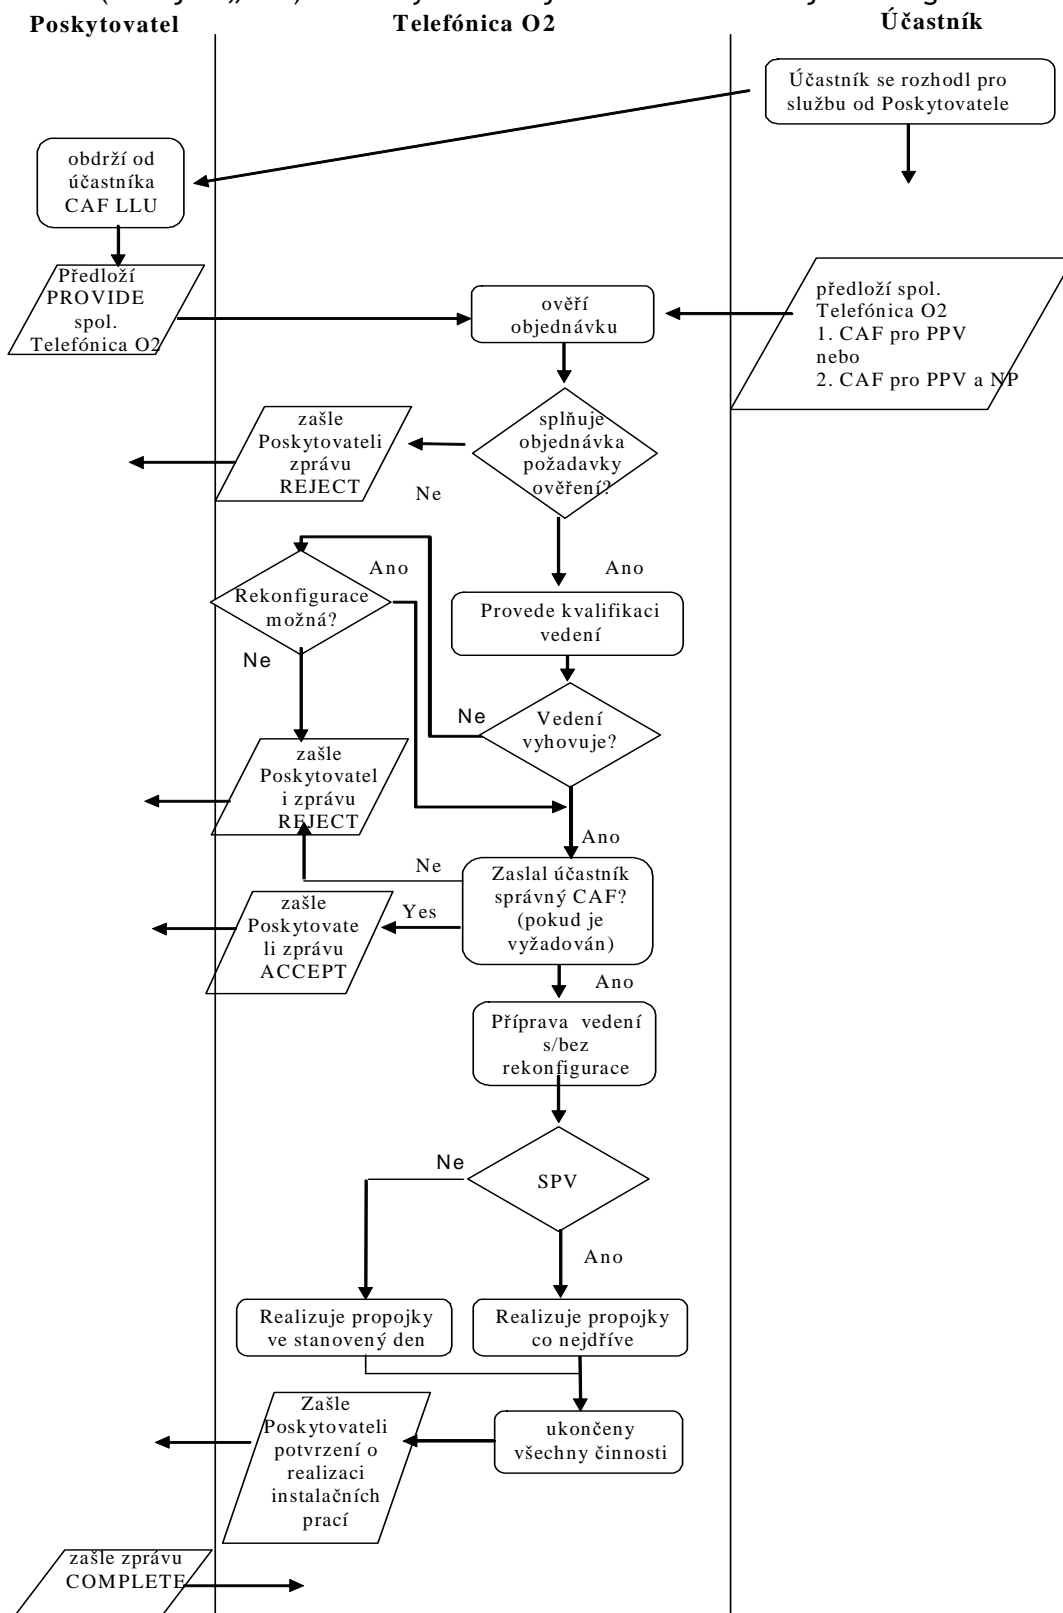 Poskytovatel
Telefónica O2
Účastník
Účastník se rozhodl pro
službu od Poskytovatele
obdrží od
účastníka
CAF LLU
Předloží
PROVIDE
spol.
Telefónica O2
ověří
objednávku
předloží spol.
Telefónica O2
1. CAF pro PPV
nebo
2. CAF pro PPV a NP
splňuje
objednávka
požadavky
ověření?
zašle
Poskytovateli
zprávu
REJECT
Ne
Ano
Ano
Rekonfigurace
možná?
Provede kvalifikaci
vedení
Ne
Ne
Vedení
vyhovuje?
zašle
Poskytovatel
i zprávu
REJECT
Ano
Ne
Zaslal účastník
správný CAF?
(pokud je
vyžadován)
Yes
zašle
Poskytovate
li zprávu
ACCEPT
Ano
Příprava vedení
s/bez
rekonfigurace
Ne
SPV
Ano
Realizuje propojky
ve stanovený den
Realizuje propojky
co nejdříve
Zašle
Poskytovateli
potvrzení o
realizaci
instalačních
prací
ukončeny
všechny činnosti
zašle zprávu
COMPLETE